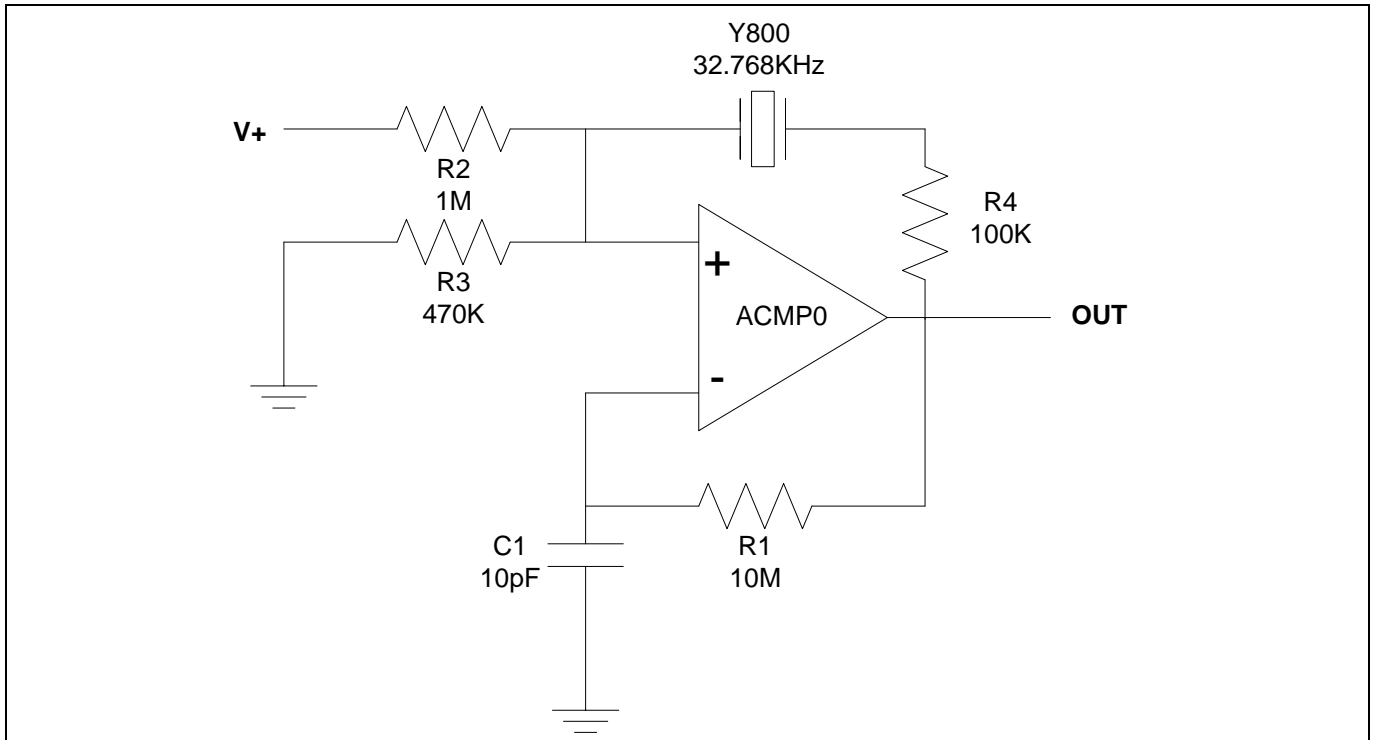 Y800
32.768KHz
V+
R2
1M
R4
100K
R3
470K
+
ACMP0
OUT
-
C1
10pF
R1
10M